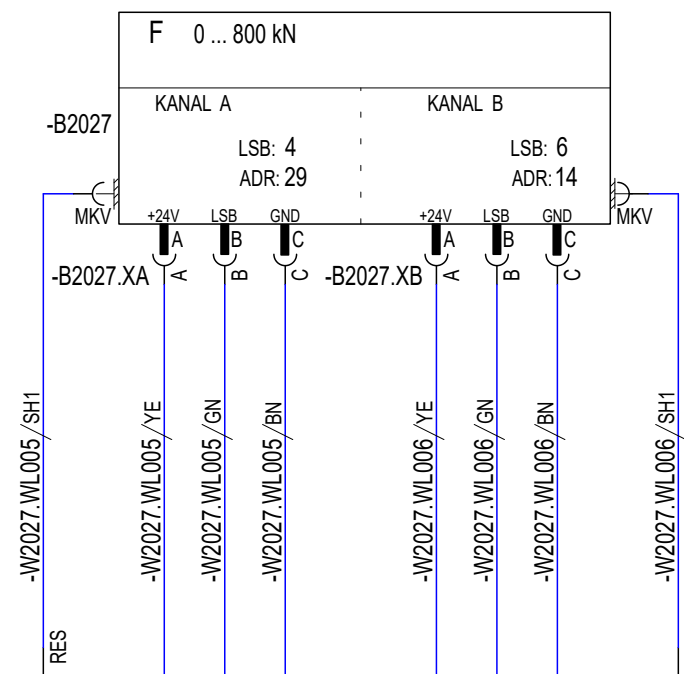 F 0 ... 800 kN
KANAL A KANAL B
-B2027
LSB: 4 LSB: 6
ADR: 29 ADR: 14
MKV +24V LSB GND +24V LSB GND MKV
A B C A B C
-B2027.XA A B C -B2027.XB A B C
-W2027.WL005 /SH1
-W2027.WL005 /YE
-W2027.WL005 /GN
-W2027.WL005 /BN
-W2027.WL006 /YE
-W2027.WL006 /GN
-W2027.WL006 /BN
-W2027.WL006 /SH1
RES